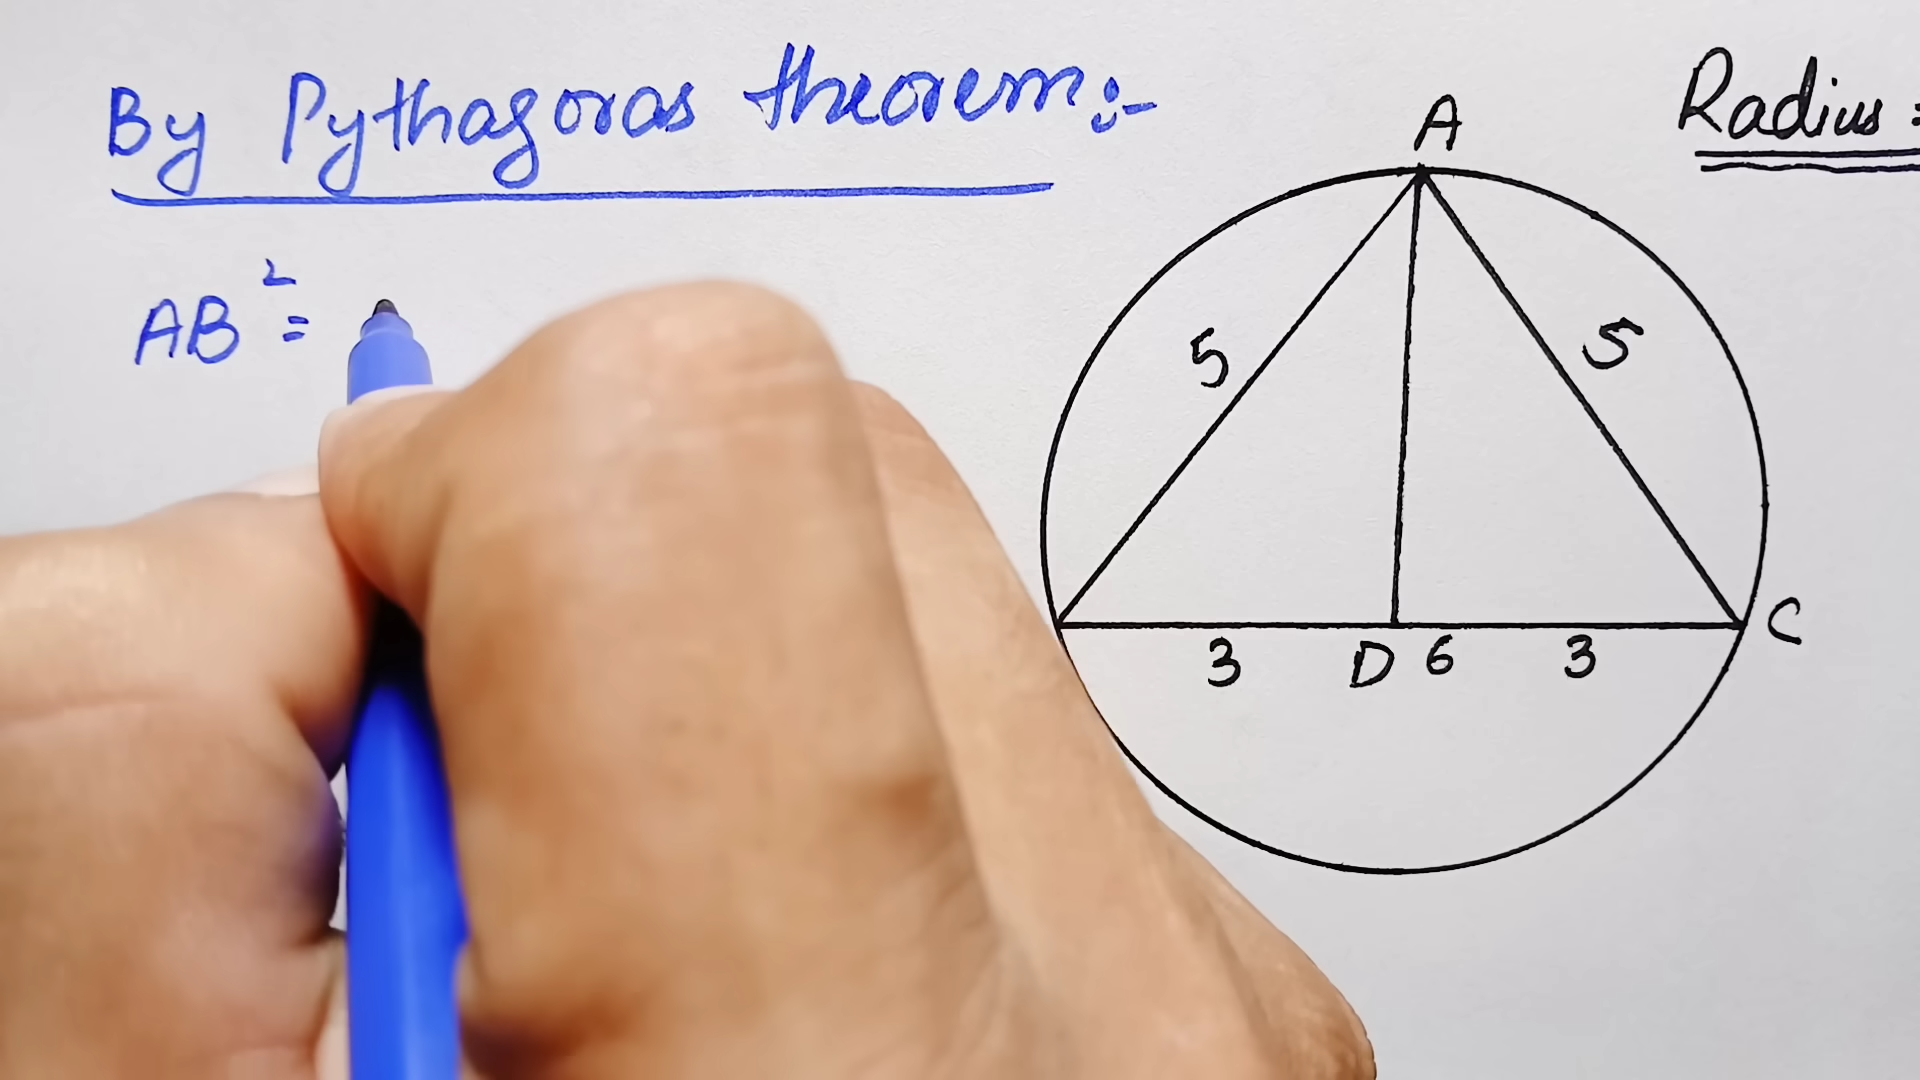 By Pythagoras theorem:-
AB² =
Radius =
A
5
5
C
3
D
6
3